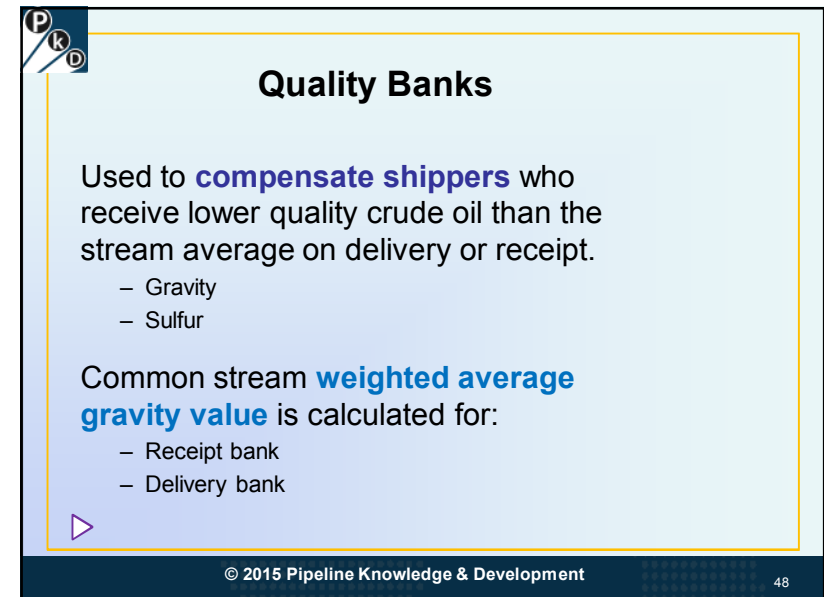 PkD
Quality Banks
Used to compensate shippers who
receive lower quality crude oil than the
stream average on delivery or receipt.
– Gravity
– Sulfur
Common stream weighted average
gravity value is calculated for:
– Receipt bank
– Delivery bank
© 2015 Pipeline Knowledge & Development
48